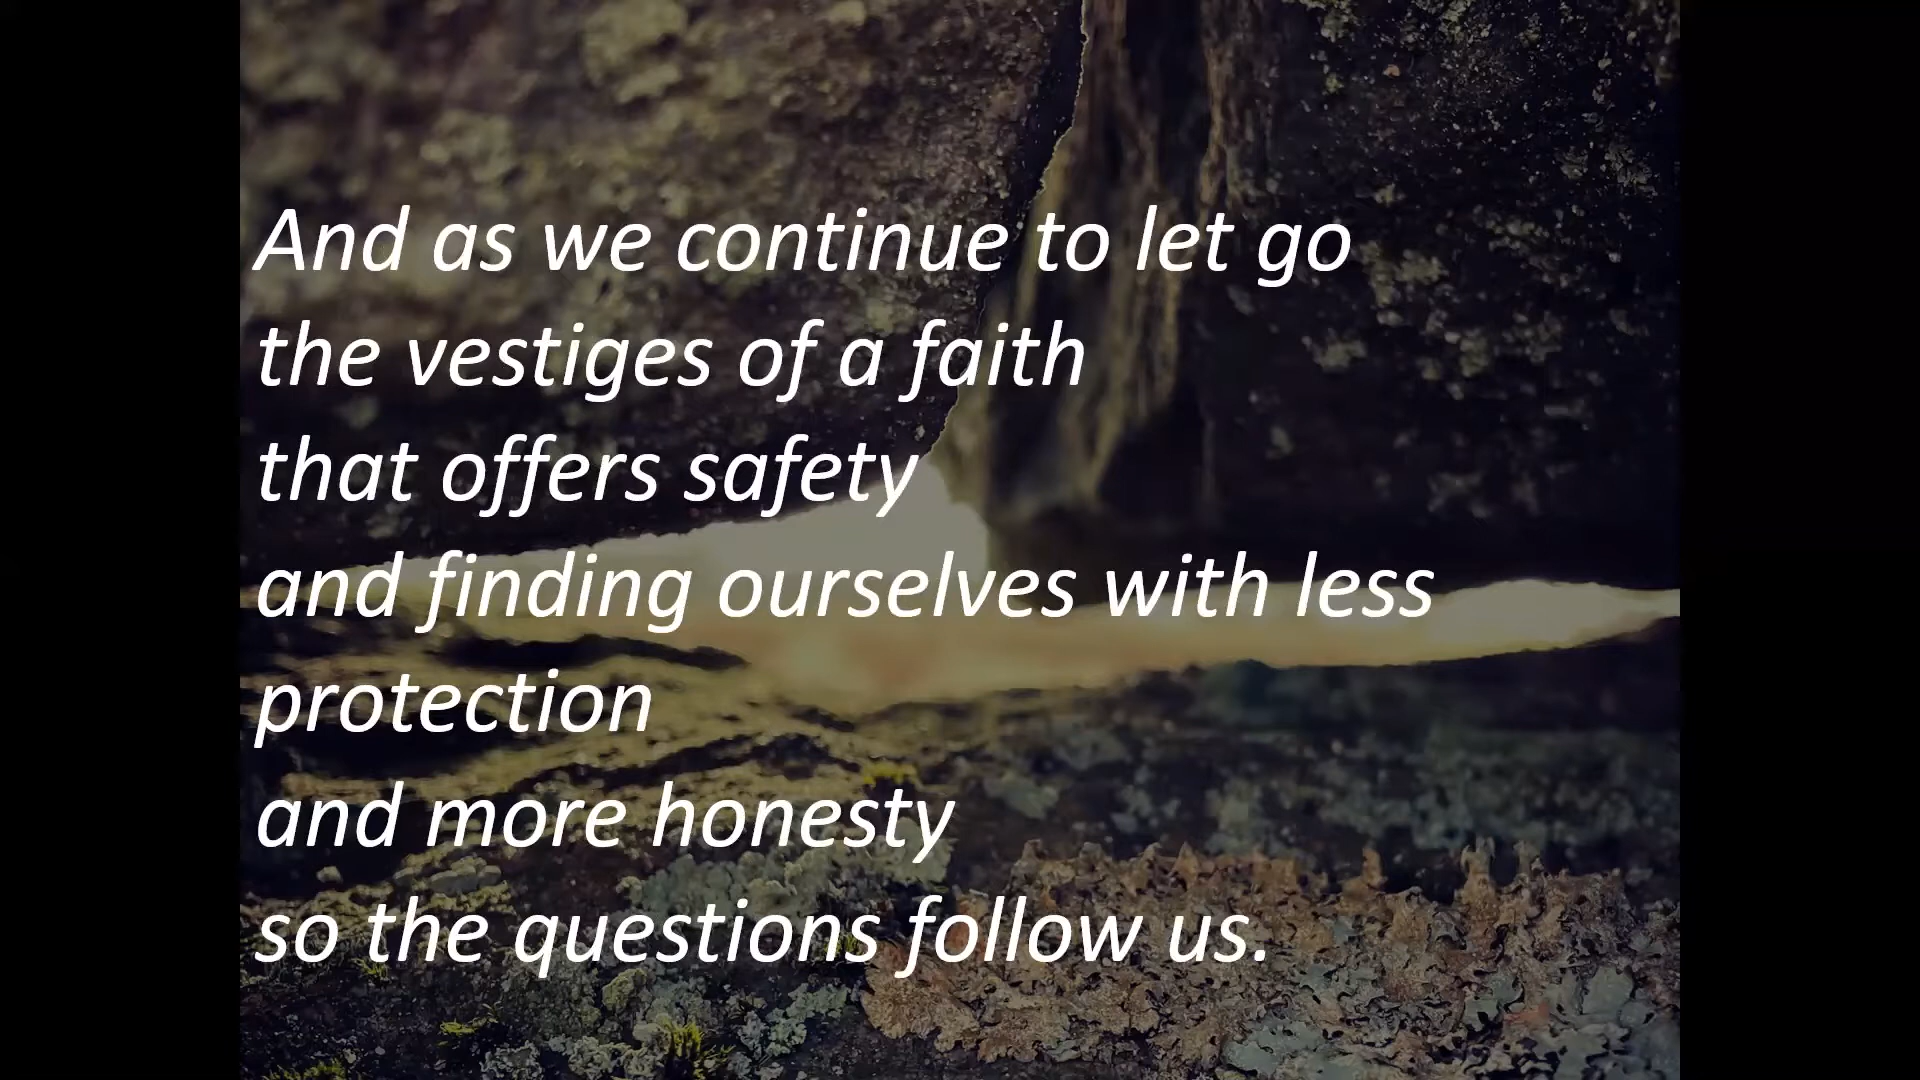 And as we continue to let go
the vestiges of a faith
that offers safety
and finding ourselves with less
protection
and more honesty
so the questions follow us.